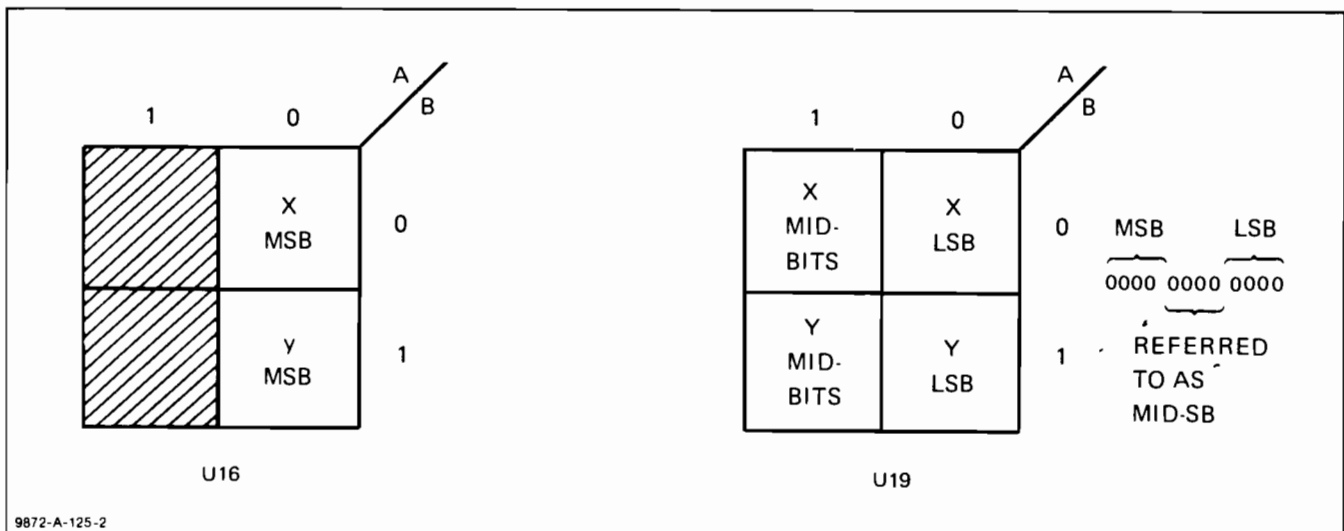 A
B
1 0
X
MSB
0
y
MSB
1
U16
A
B
1 0
X
MID-
BITS
X
LSB
0
Y
MID-
BITS
Y
LSB
1
MSB LSB
0000 0000 0000
REFERRED
TO AS
MID-SB
U19
9872-A-125-2